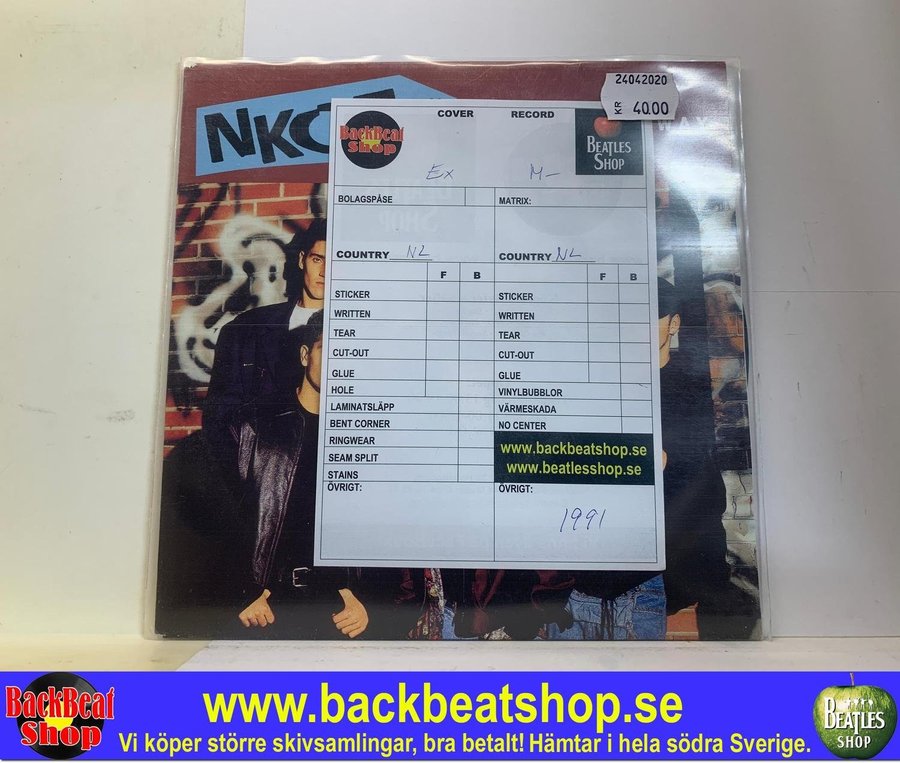 24042020
KR 40.00
NKO
BackBeat Shop
COVER RECORD
BEATLES SHOP
Ex M-
BOLAGSPÅSE MATRIX:
COUNTRY NL COUNTRY NL
F B F B
STICKER STICKER
WRITTEN WRITTEN
TEAR TEAR
CUT-OUT CUT-OUT
GLUE GLUE
HOLE VINYLBUBBLOR
LAMINATSLÄPP VÄRMESKADA
BENT CORNER NO CENTER
RINGWEAR
www.backbeatshop.se
SEAM SPLIT
www.beatlesshop.se
STAINS
ÖVRIGT: ÖVRIGT:
1991
BackBeat Shop
www.backbeatshop.se
Vi köper större skivsamlingar, bra betalt! Hämtar i hela södra Sverige.
BEATLES SHOP